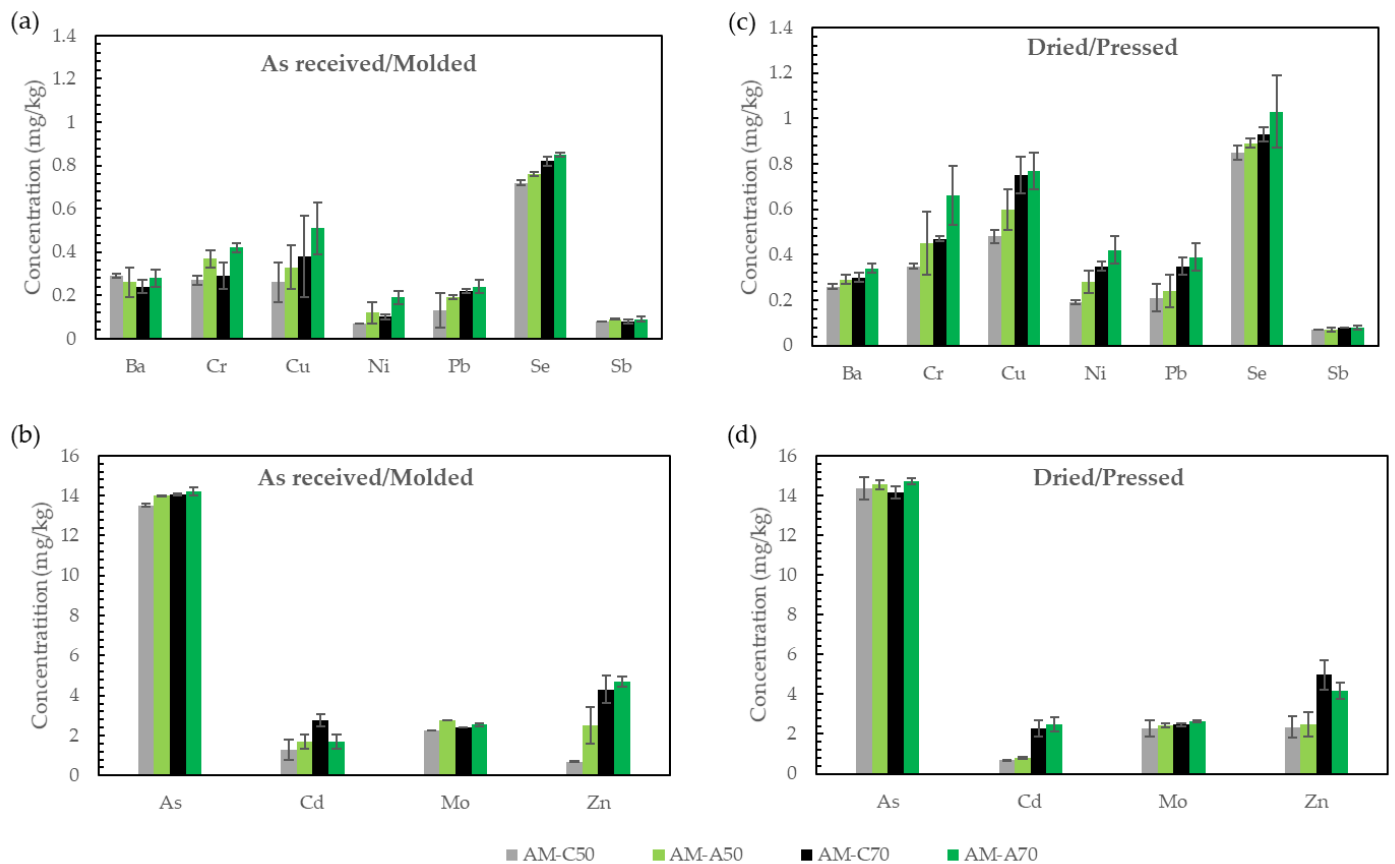 (a)
As received/Molded
Concentration (mg/kg)
1.4
1.2
1
0.8
0.6
0.4
0.2
0
Ba Cr Cu Ni Pb Se Sb
(c)
Dried/Pressed
Concentration (mg/kg)
1.4
1.2
1
0.8
0.6
0.4
0.2
0
Ba Cr Cu Ni Pb Se Sb
(b)
As received/Molded
Concentratition (mg/kg)
16
14
12
10
8
6
4
2
0
As Cd Mo Zn
(d)
Dried/Pressed
Concentration (mg/kg)
16
14
12
10
8
6
4
2
0
As Cd Mo Zn
AM-C50 AM-A50 AM-C70 AM-A70